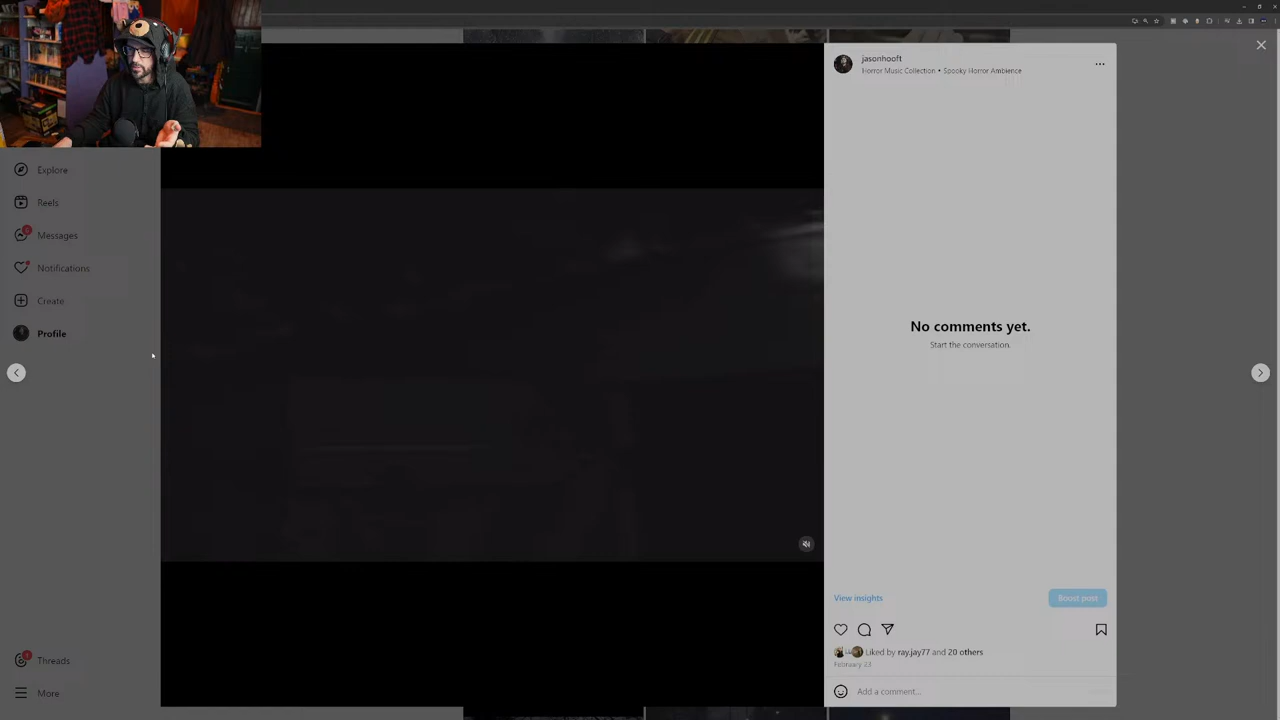 jasonhooft
Horror Music Collection • Spooky Horror Ambience
Explore
Reels
Messages
Notifications
Create
Profile
No comments yet.
Start the conversation.
View insights
Boost post
Liked by ray.jay77 and 20 others
February 23
Threads
More
Add a comment...